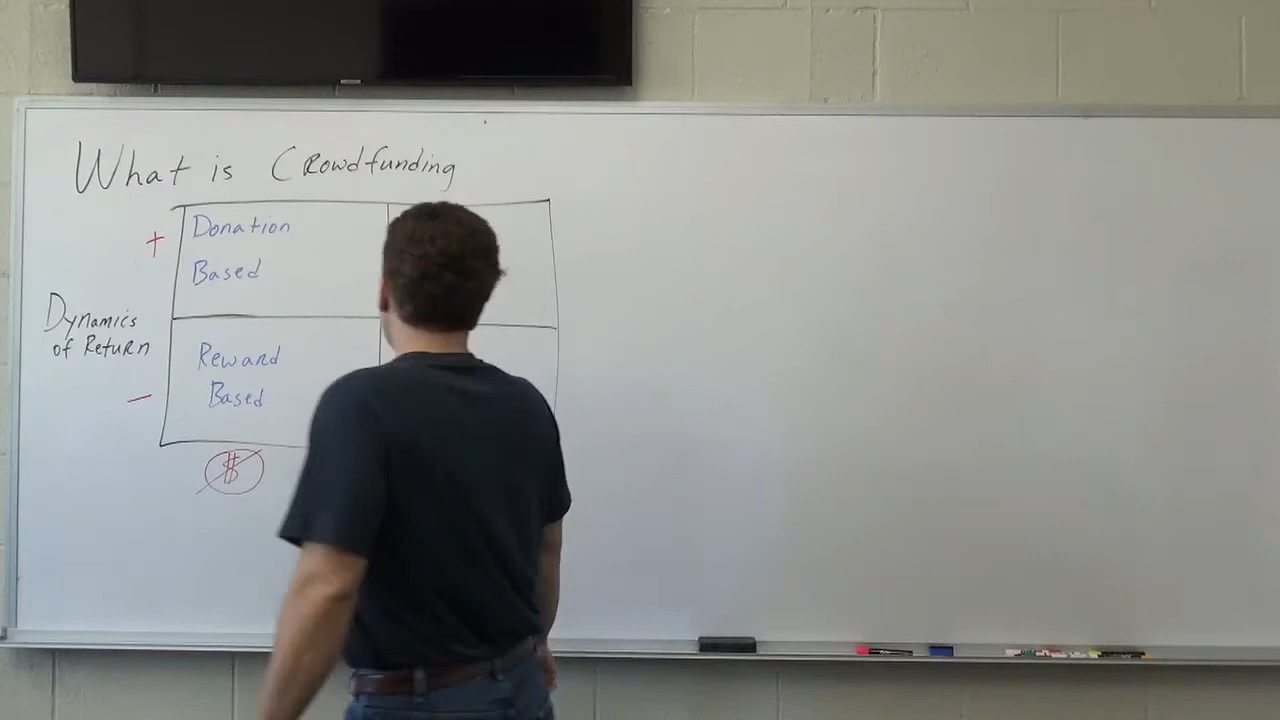 What is Crowdfunding
+
Donation
Based
Dynamics
of Return
Reward
Based
-
$